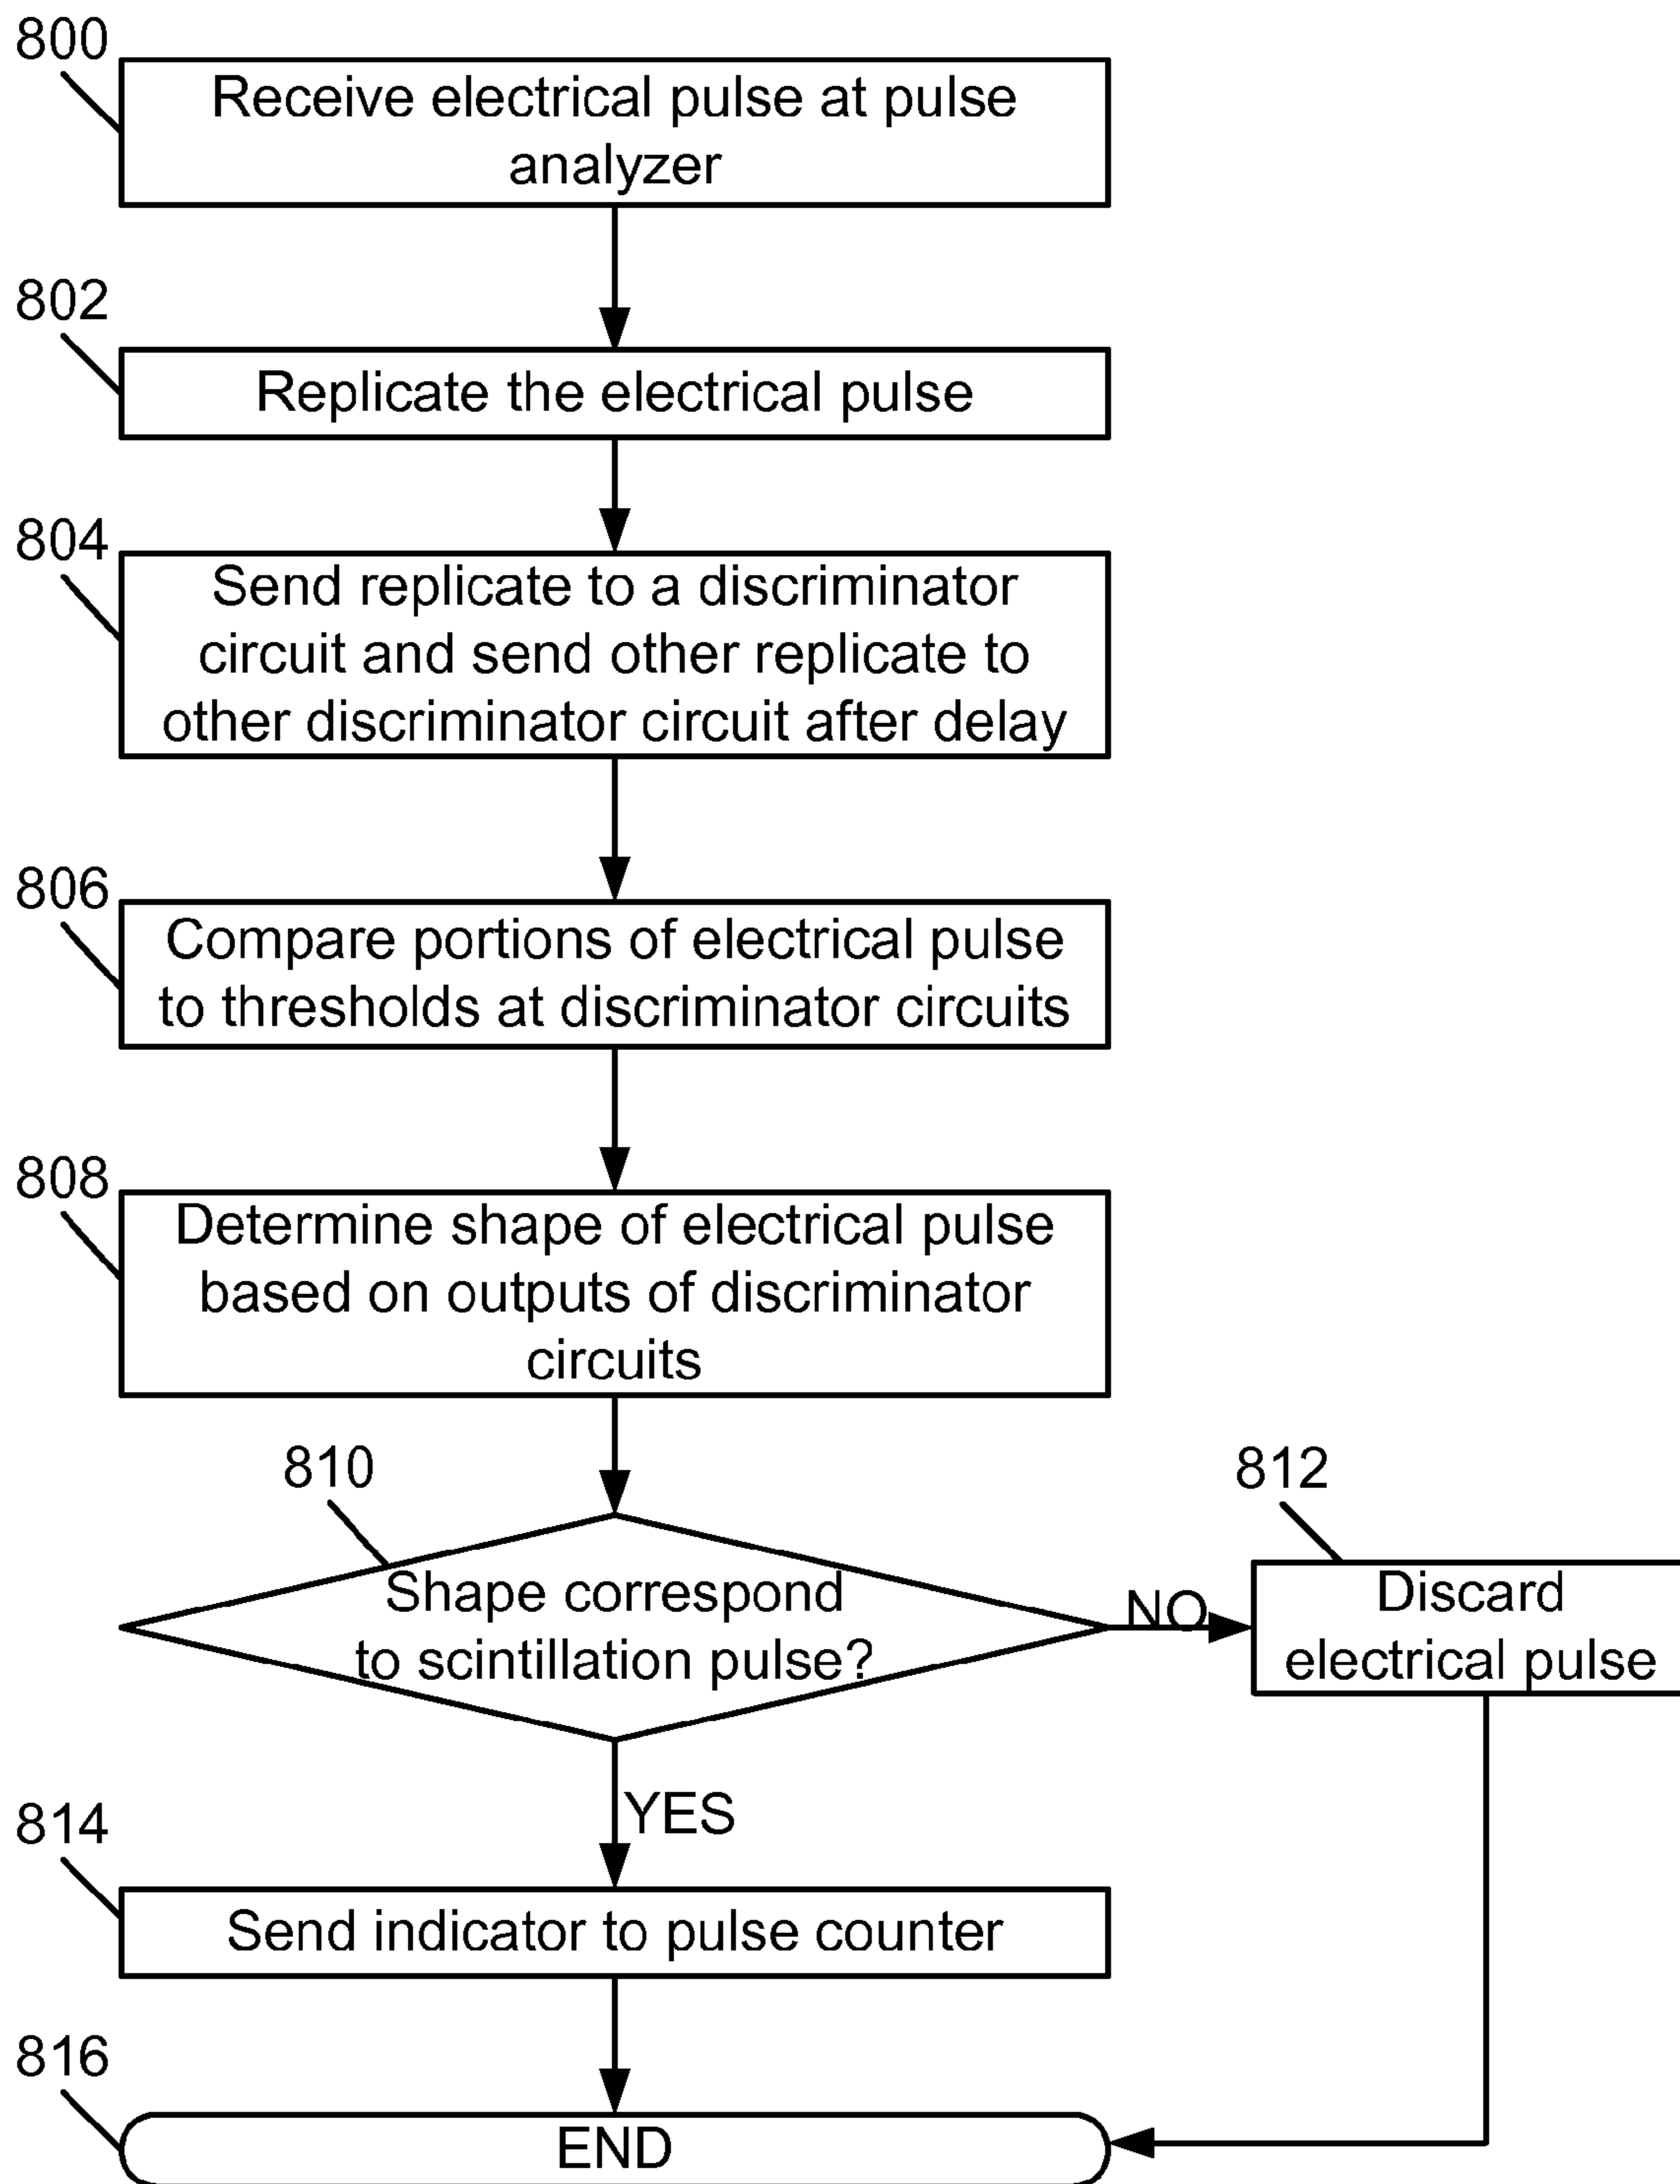 800
Receive electrical pulse at pulse
analyzer
802
Replicate the electrical pulse
804
Send replicate to a discriminator
circuit and send other replicate to
other discriminator circuit after delay
806
Compare portions of electrical pulse
to thresholds at discriminator circuits
808
Determine shape of electrical pulse
based on outputs of discriminator
circuits
810
Shape correspond
to scintillation pulse?
NO
812
Discard
electrical pulse
YES
814
Send indicator to pulse counter
816
END